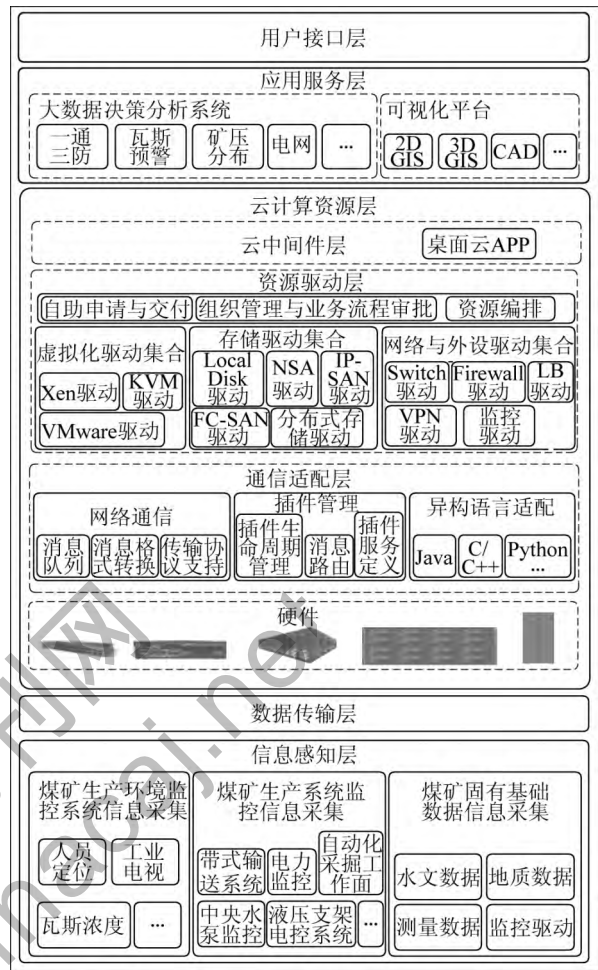 用户接口层
应用服务层
大数据决策分析系统
一通
三防
瓦斯
预警
矿压
分布
电网
...
可视化平台
2D
GIS
3D
GIS
CAD
...
云计算资源层
云中间件层
桌面云APP
资源驱动层
自助申请与交付
组织管理与业务流程审批
资源编排
虚拟化驱动集合
Xen驱动
KVM
驱动
VMware驱动
存储驱动集合
Local
Disk
驱动
NSA
驱动
IP-
SAN
驱动
FC-SAN
驱动
分布式存
储驱动
网络与外设驱动集合
Switch
驱动
Firewall
驱动
LB
驱动
VPN
驱动
监控
驱动
通信适配层
网络通信
消息
队列
消息格
式转换
传输协
议支持
插件管理
插件生
命周期
管理
消息
路由
插件
服务
定义
异构语言适配
Java
C/
C++
Python
...
硬件
数据传输层
信息感知层
煤矿生产环境监
控系统信息采集
人员
定位
工业
电视
瓦斯浓度
...
煤矿生产系统监
控信息采集
带式输
送系统
电力
监控
自动化
采掘工
作面
中央水
泵监控
液压支架
电控系统
...
煤矿固有基础
数据信息采集
水文数据
地质数据
测量数据
监控驱动